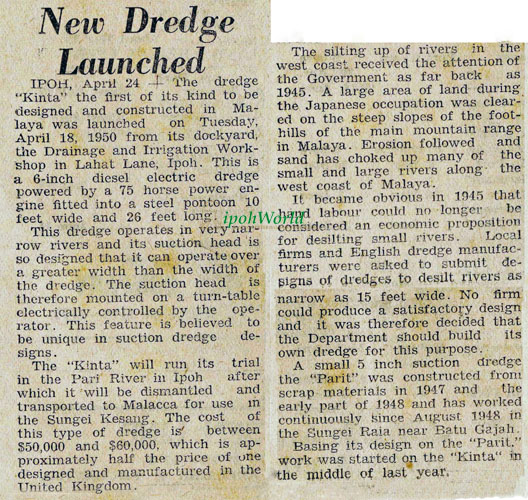 New Dredge
Launched
IPOH, April 24 — The dredge
"Kinta" the first of its kind to be
designed and constructed in Ma-
laya was launched on Tuesday,
April 18, 1950 from its dockyard,
the Drainage and Irrigation Work-
shop in Lahat Lane, Ipoh. This is
a 6-inch diesel electric dredge
powered by a 75 horse power en-
gine fitted into a steel pontoon 10
feet wide and 26 feet long.
This dredge operates in very nar-
row rivers and its suction head is
so designed that it can operate over
a greater width than the width of
the dredge. The suction head is
therefore mounted on a turn-table
electrically controlled by the ope-
rator. This feature is believed to
be unique in suction dredge de-
signs.
The "Kinta" will run its trial
in the Pari River in Ipoh after
which it will be dismantled and
transported to Malacca for use in
the Sungei Kesang. The cost of
this type of dredge is between
$50,000 and $60,000, which is ap-
proximately half the price of one
designed and manufactured in the
United Kingdom.
The silting up of rivers in the
west coast received the attention of
the Government as far back as
1945. A large area of land during
the Japanese occupation was clear-
ed on the steep slopes of the foot-
hills of the main mountain range
in Malaya. Erosion followed and
sand has choked up many of the
small and large rivers along the
west coast of Malaya.
It became obvious in 1945 that
hand labour could no longer be
considered an economic proposition
for desilting small rivers. Local
firms and English dredge manufac-
turers were asked to submit de-
signs of dredges to desilt rivers as
narrow as 15 feet wide. No firm
could produce a satisfactory design
and it was therefore decided that
the Department should build its
own dredge for this purpose.
A small 5 inch suction dredge
the "Parit" was constructed from
scrap materials in 1947 and the
early part of 1948 and has worked
continuously since August 1948 in
the Sungei Raia near Batu Gajah.
Basing its design on the "Parit,"
work was started on the "Kinta" in
the middle of last year.
ipohWorld